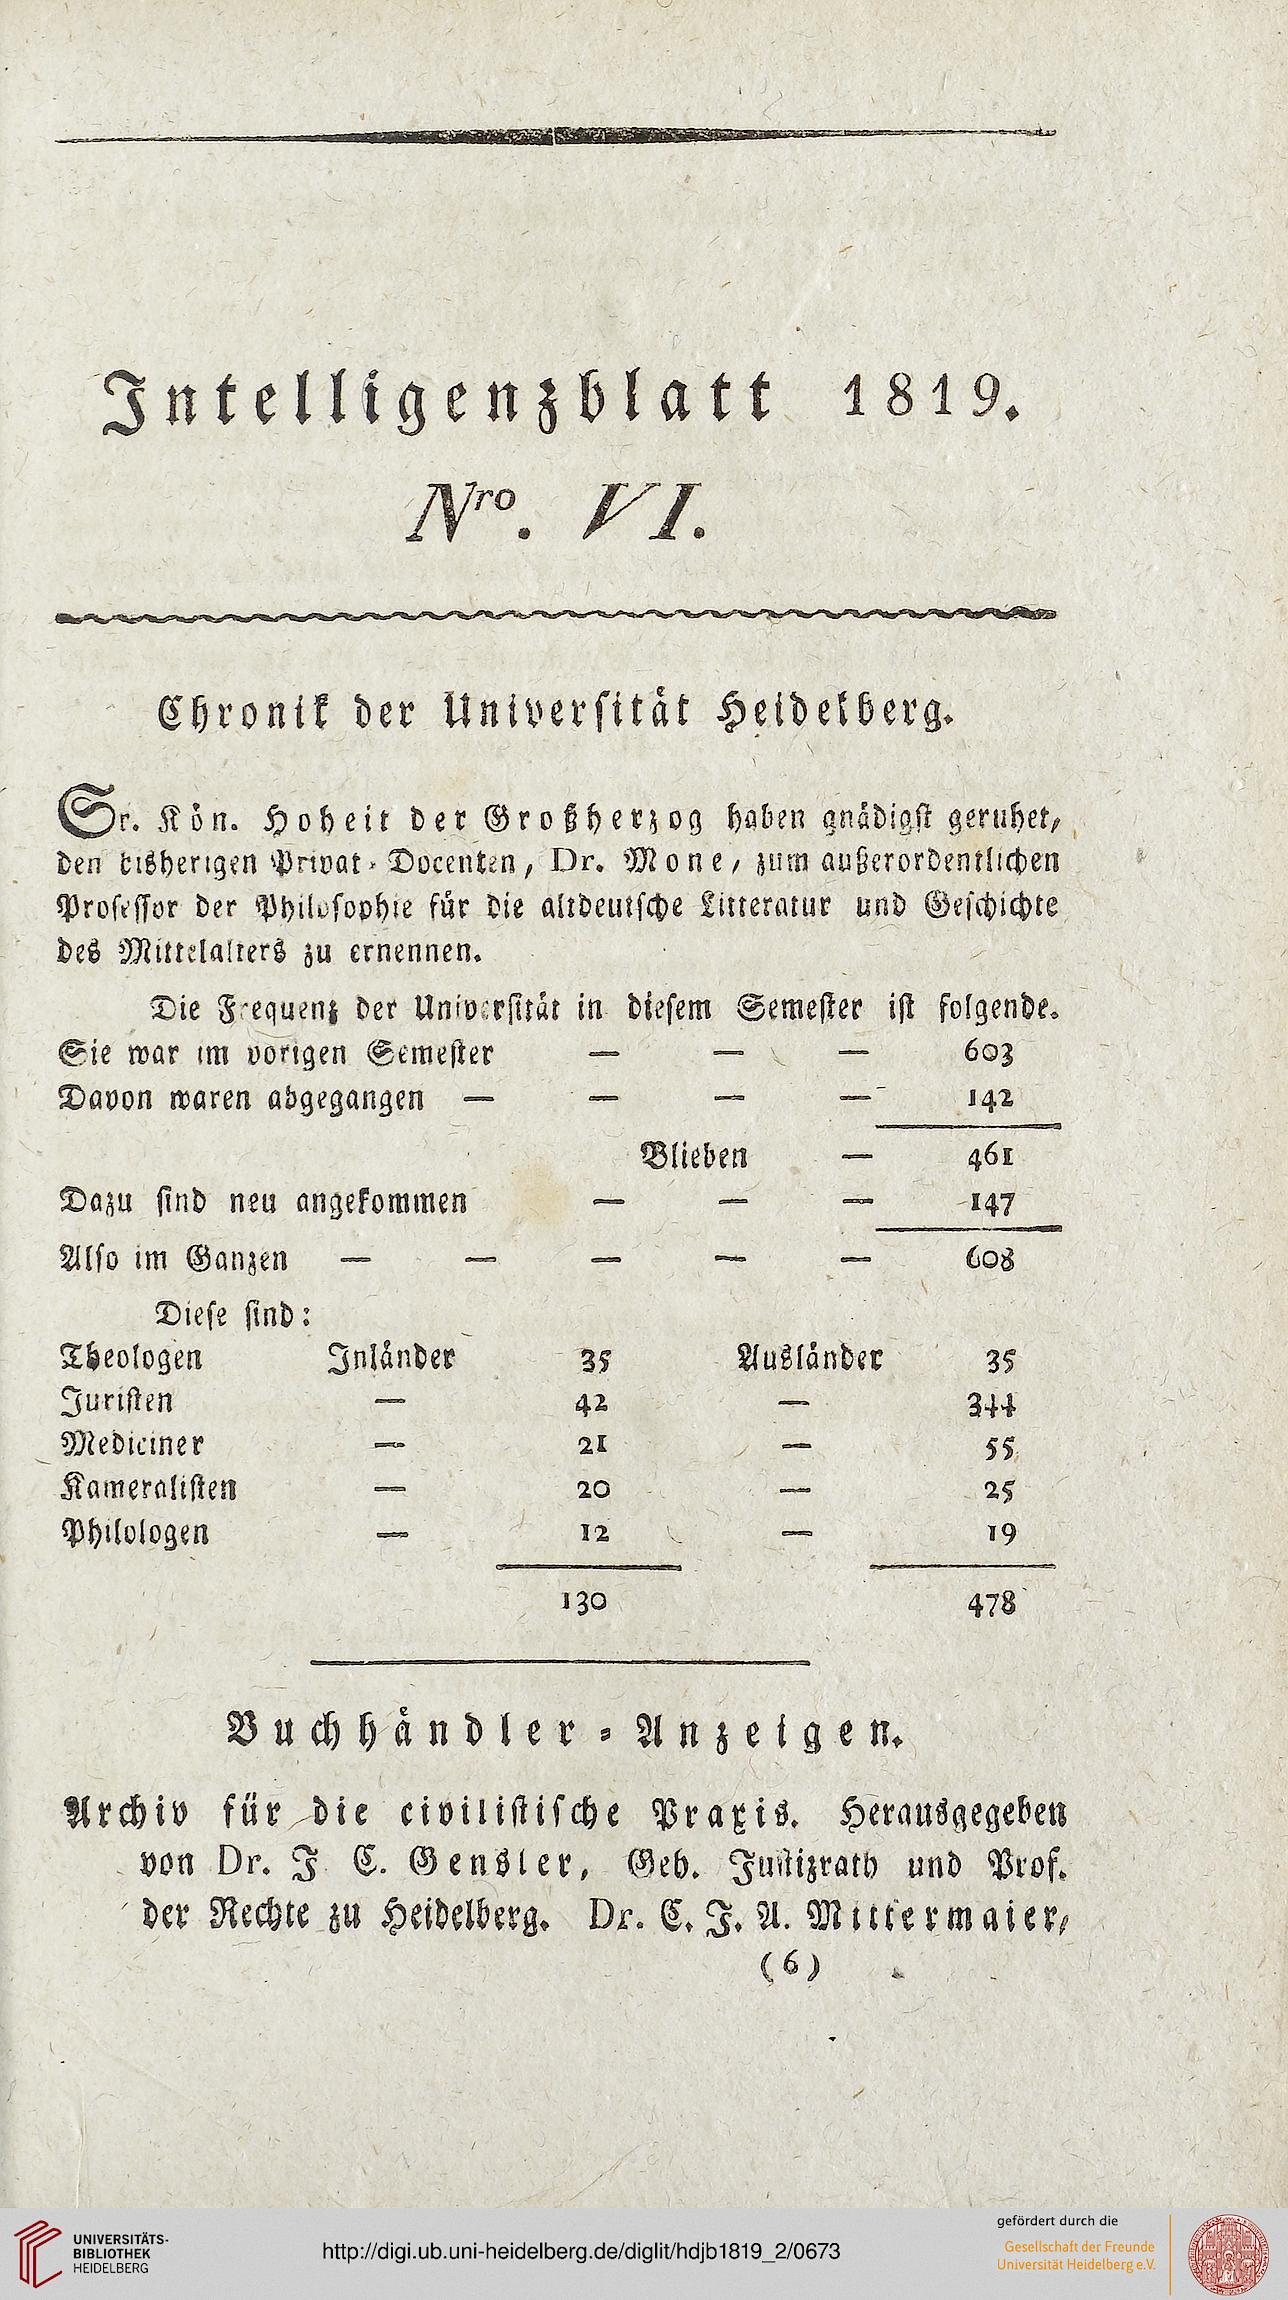 Intelligenzblatt 1819.
Nro. VI.
Chronik der Universität Heidelberg.
Sr. Kön. Hoheit der Großherzog haben gnädigst geruhet,
den bisherigen Privat-Docenten, Dr. Mone, zum außerordentlichen
Professor der Philosophie für die altdeutsche Litteratur und Geschichte
des Mittelalters zu ernennen.
Die Frequenz der Universität in diesem Semester ist folgende.
Sie war im vorigen Semester — — — 603
Davon waren abgegangen — — — — 142
Blieben — 461
Dazu sind neu angekommen — — — 147
Also im Ganzen — — — — — 608
Diese sind:
Theologen Inländer 35 Ausländer 35
Juristen — 42 — 344
Mediciner — 21 — 55
Kameralisten — 20 — 25
Philologen — 12 — 19
130 478
Buchhändler-Anzeigen.
Archiv für die civilistische Praxis. Herausgegeben
von Dr. J C. Gensler, Geh. Justizrath und Prof.
der Rechte zu Heidelberg. Dr. C. J. A. Mittermaier,
(6)
UNIVERSITÄTS-
BIBLIOTHEK
HEIDELBERG
http://digi.ub.uni-heidelberg.de/diglit/hdjb1819_2/0673
gefördert durch die
Gesellschaft der Freunde
Universität Heidelberg e.V.